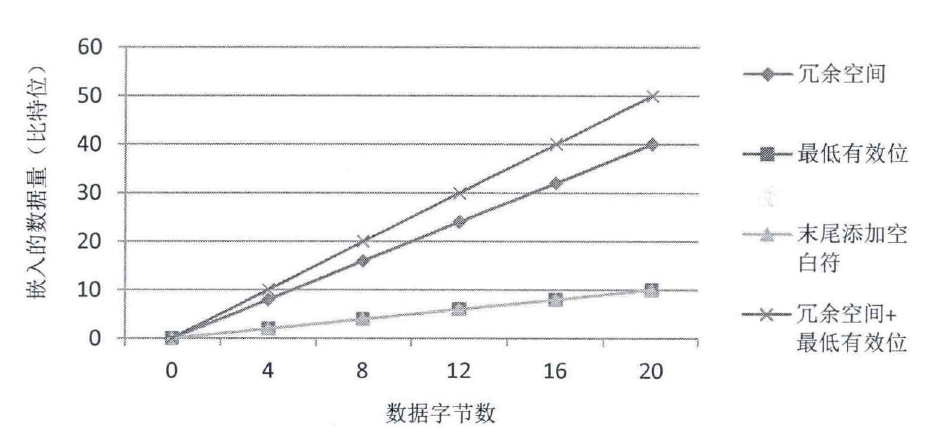 60
50
40
30
20
10
0
嵌入的数据量（比特位）
0 4 8 12 16 20
数据字节数
冗余空间
最低有效位
末尾添加空
白符
冗余空间+
最低有效位